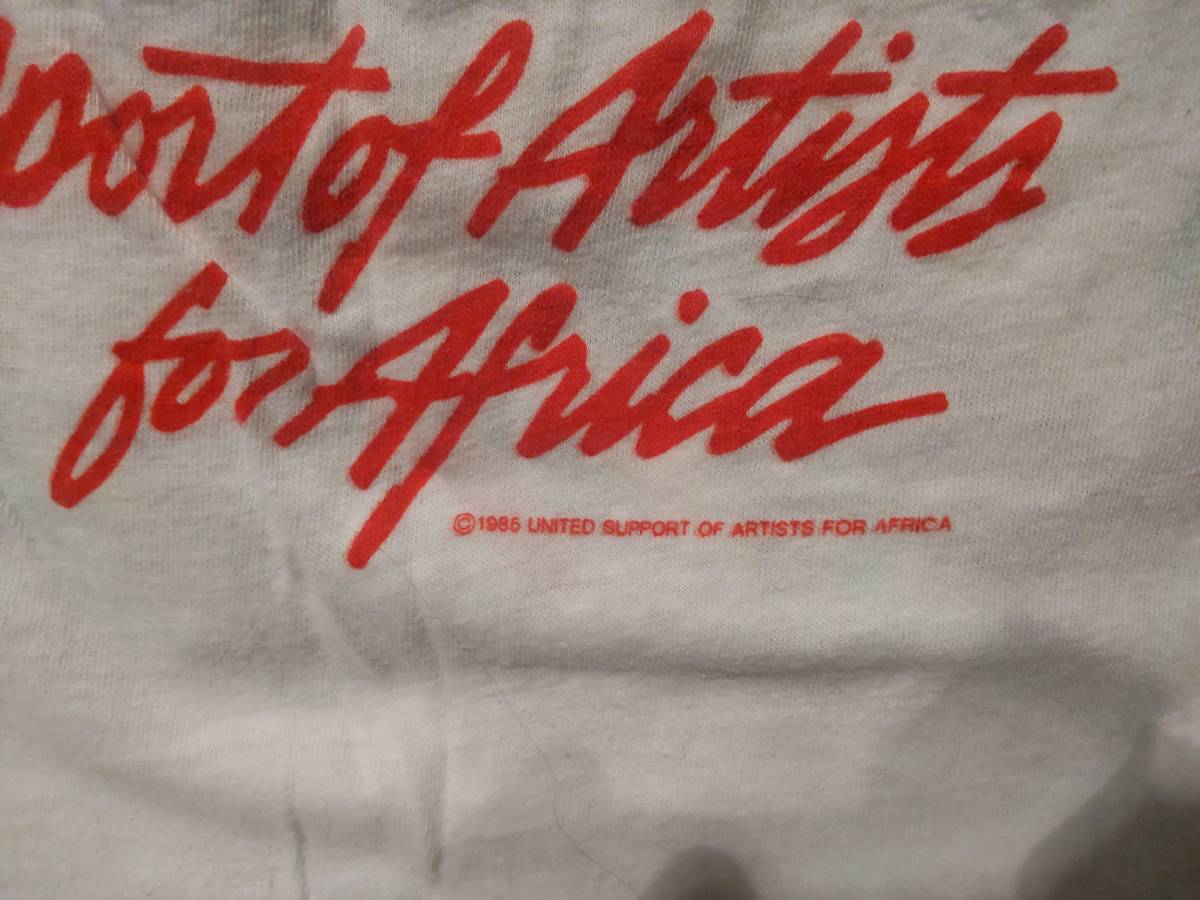 of Artists
for Africa
©1985 UNITED SUPPORT OF ARTISTS FOR AFRICA